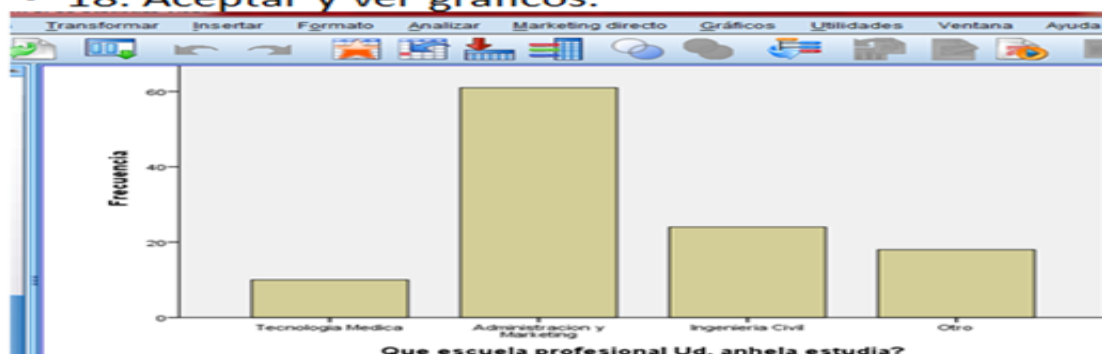 18. Aceptar y ver gráficos.
Transformar Insertar Formato Analizar Marketing directo Gráficos Utilidades Ventana Ayuda
60
40
20
0
Frecuencia
Tecnologia Medica
Administracion y
Marketing
Ingenieria Civil
Otro
Que escuela profesional Ud. anhela estudia?